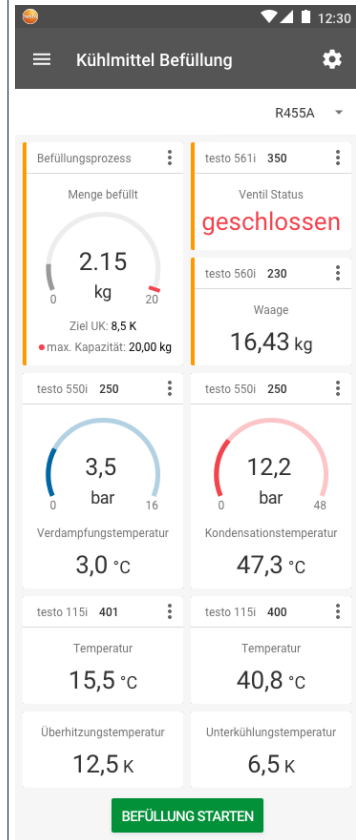 12:30
Kühlmittel Befüllung
R455A
Befüllungsprozess
Menge befüllt
2.15
kg
0 20
Ziel UK: 8,5 K
max. Kapazität: 20,00 kg
testo 561i 350
Ventil Status
geschlossen
testo 560i 230
Waage
16,43 kg
testo 550i 250
3,5
bar
0 16
Verdampfungstemperatur
3,0 °C
testo 550i 250
12,2
bar
0 48
Kondensationstemperatur
47,3 °C
testo 115i 401
Temperatur
15,5 °C
testo 115i 400
Temperatur
40,8 °C
Überhitzungstemperatur
12,5 K
Unterkühlungstemperatur
6,5 K
BEFÜLLUNG STARTEN